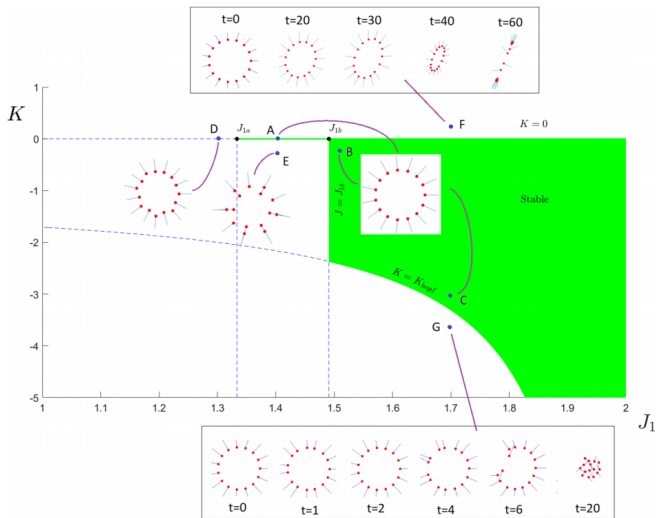 t=0 t=20 t=30 t=40 t=60
K
1
0
-1
-2
-3
-4
-5
D
J1a
A
J1b
F
K = 0
E
B
J = J1b
Stable
K = Khopf
C
G
1 1.1 1.2 1.3 1.4 1.5 1.6 1.7 1.8 1.9 2
J1
t=0 t=1 t=2 t=4 t=6 t=20